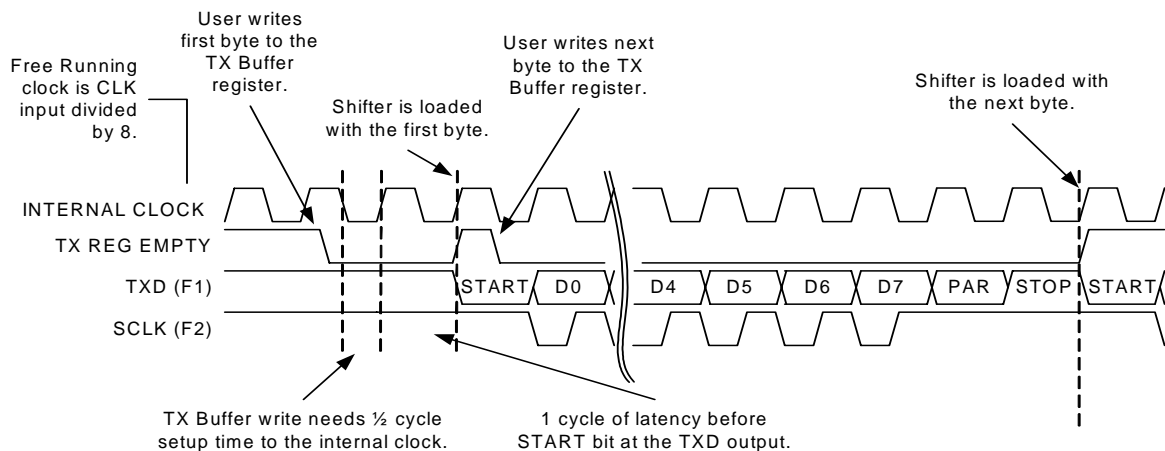 User writes
first byte to the
TX Buffer
register.
User writes next
byte to the TX
Buffer register.
Free Running
clock is CLK
input divided
by 8.
Shifter is loaded
with the first byte.
Shifter is loaded with
the next byte.
INTERNAL CLOCK
TX REG EMPTY
TXD (F1)
START D0 D4 D5 D6 D7 PAR STOP START
SCLK (F2)
TX Buffer write needs ½ cycle
setup time to the internal clock.
1 cycle of latency before
START bit at the TXD output.